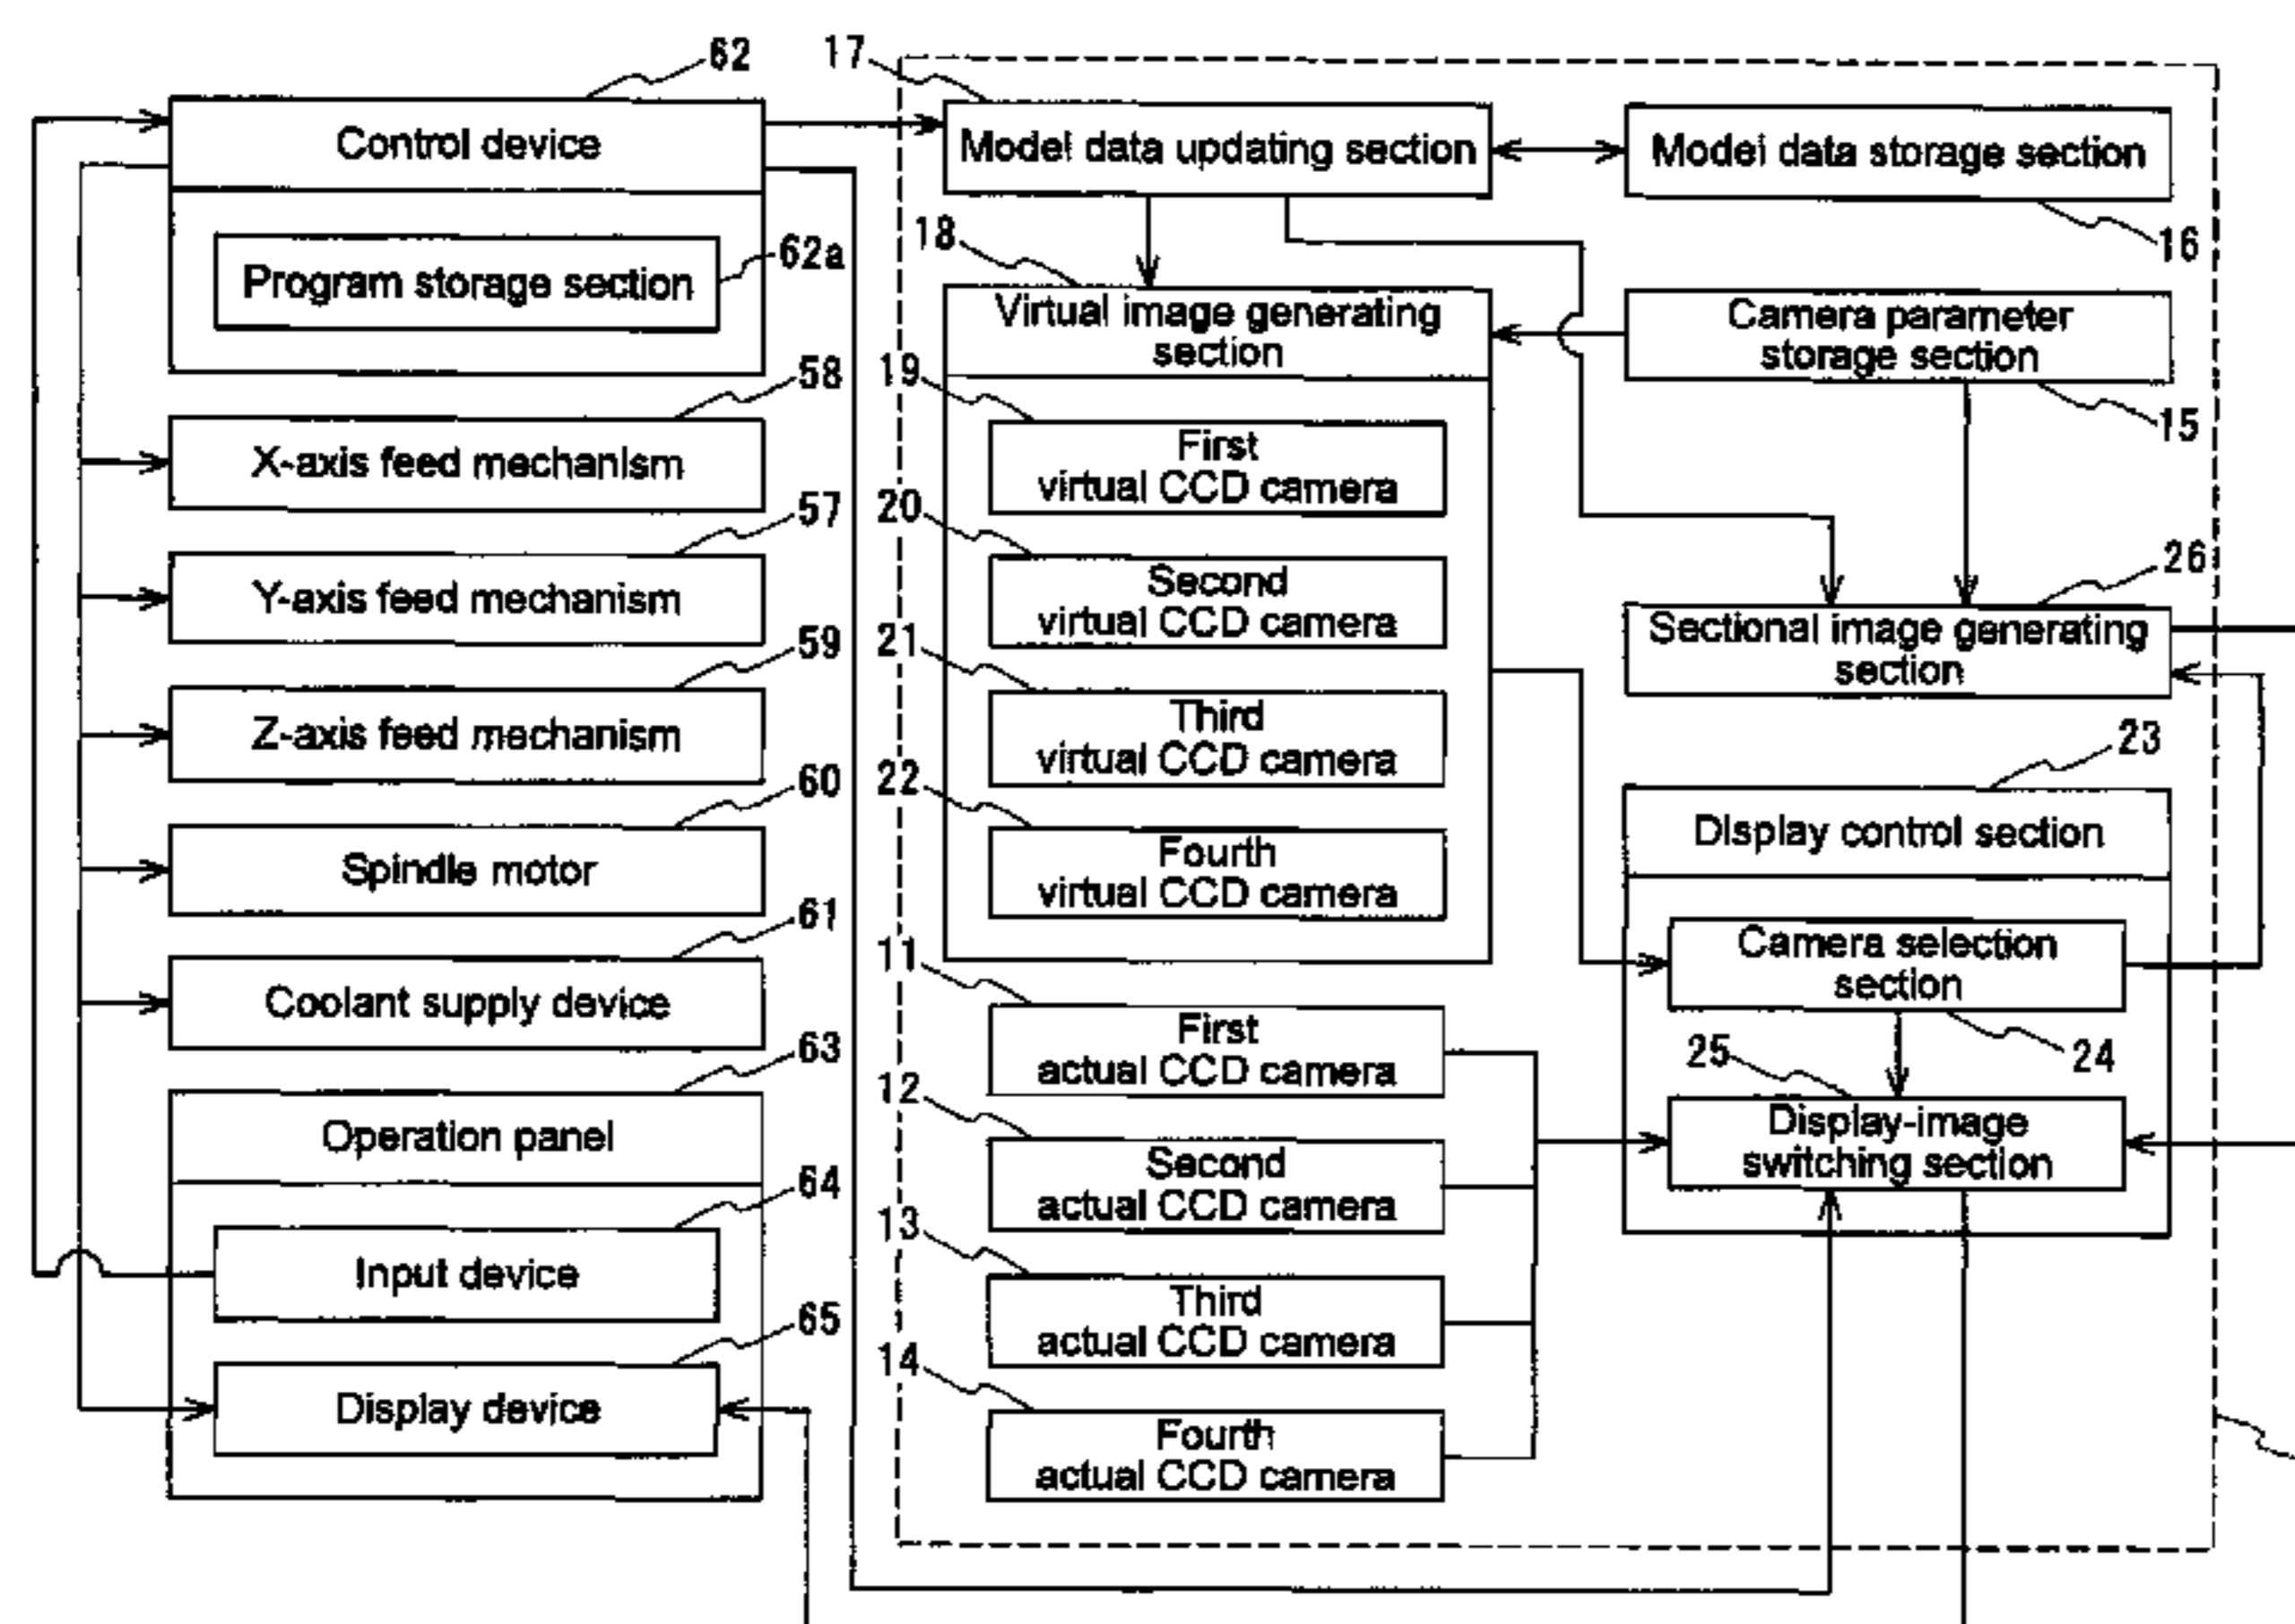 62
Control device
Program storage section
62a
58
X-axis feed mechanism
57
Y-axis feed mechanism
59
Z-axis feed mechanism
60
Spindle motor
61
Coolant supply device
63
Operation panel
64
Input device
65
Display device
17
Model data updating section
Model data storage section
16
18
Virtual image generating
section
Camera parameter
storage section
15
19
First
virtual CCD camera
20
Second
virtual CCD camera
21
Third
virtual CCD camera
22
Fourth
virtual CCD camera
26
Sectional image generating
section
23
Display control section
Camera selection
section
24
25
Display-image
switching section
11
First
actual CCD camera
12
Second
actual CCD camera
13
Third
actual CCD camera
14
Fourth
actual CCD camera